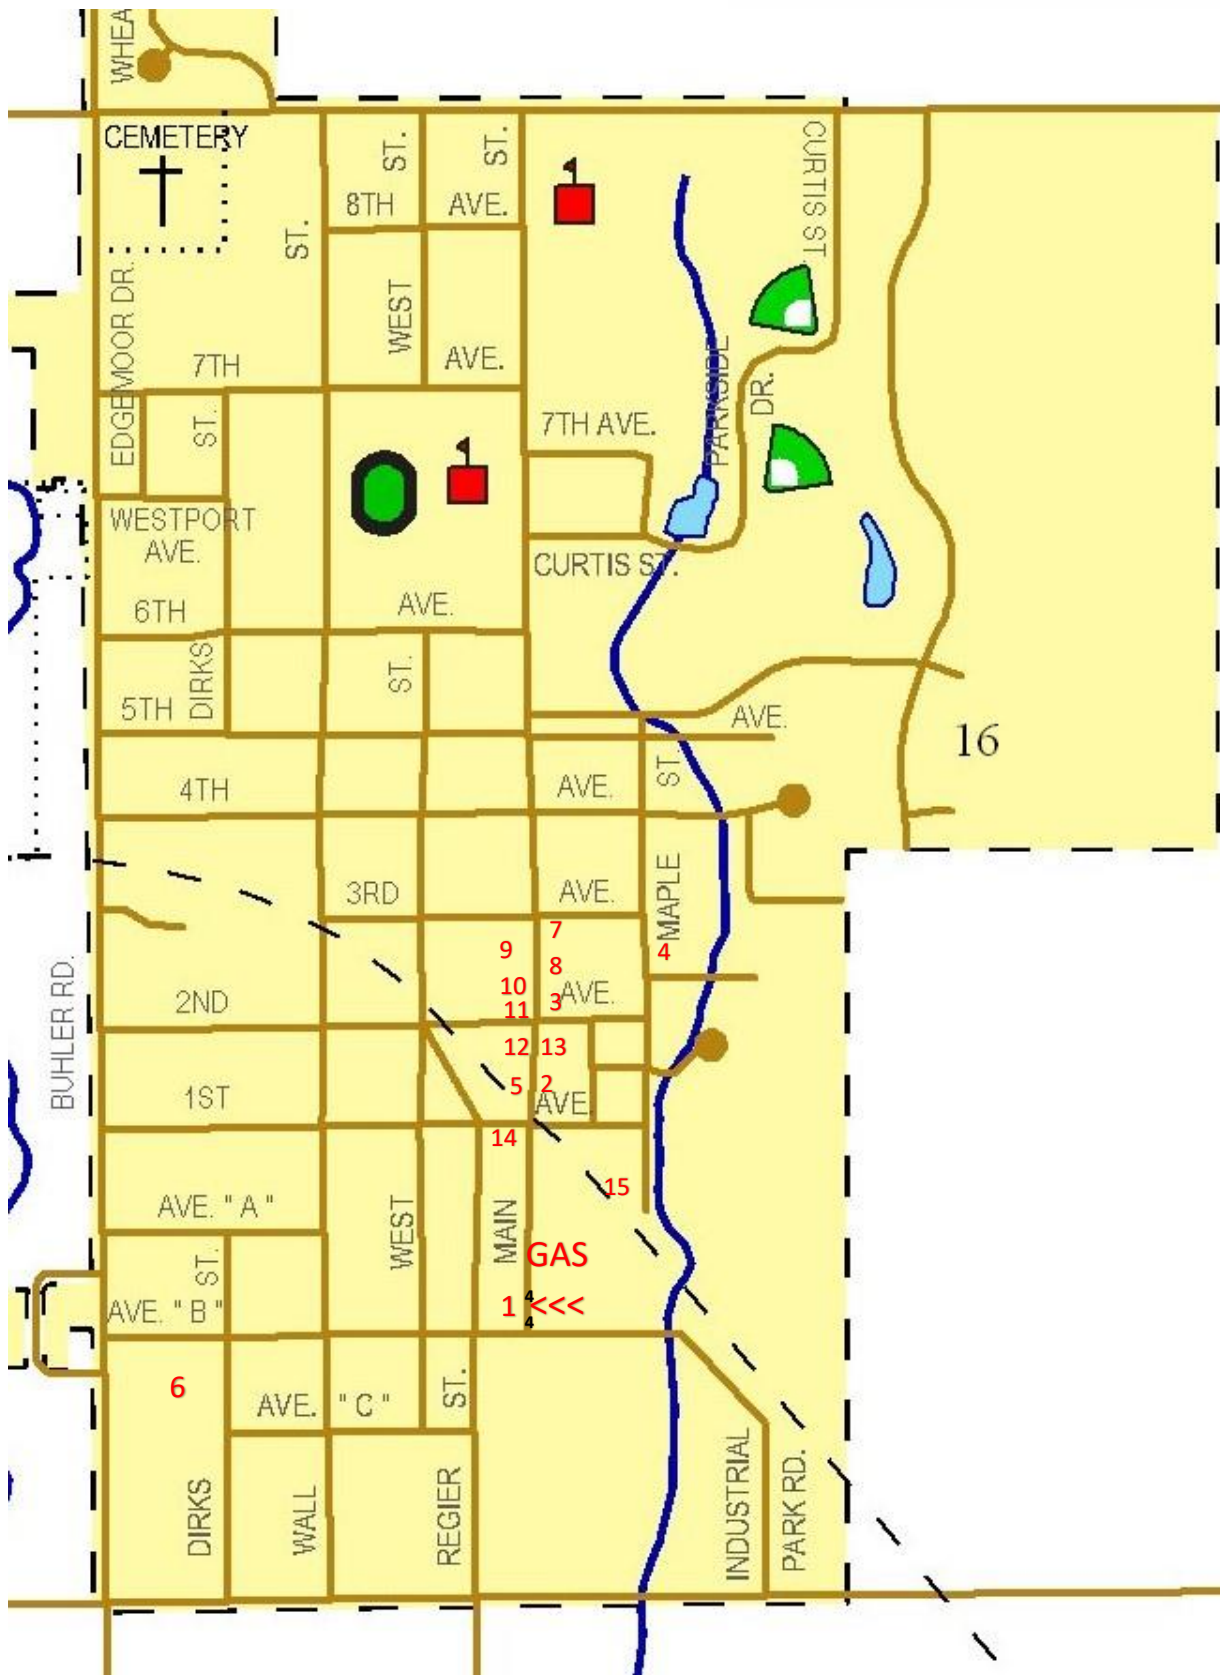 WHEA
CEMETERY
ST.
ST.
CURTIS ST.
8TH
AVE.
ST.
EDGEMOOR DR.
WEST
7TH
AVE.
PARKSIDE
DR.
ST.
7TH AVE.
WESTPORT
AVE.
CURTIS ST.
6TH
AVE.
DIRKS
ST.
5TH
AVE.
16
4TH
AVE.
ST.
3RD
AVE.
MAPLE
7
9
4
8
10
AVE.
3
11
2ND
BUHLER RD.
12
13
5
2
1ST
AVE.
14
15
AVE. "A"
WEST
MAIN
GAS
ST.
AVE. "B"
1
4
<<<
4
6
AVE.
"C"
ST.
DIRKS
WALL
REGIER
INDUSTRIAL
PARK RD.